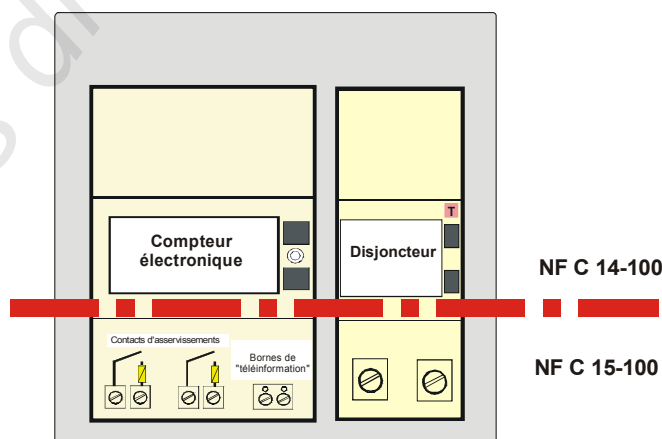 T
Compteur
électronique
Disjoncteur
NF C 14-100
Contacts d'asservissements
Bornes de
"téléinformation"
NF C 15-100